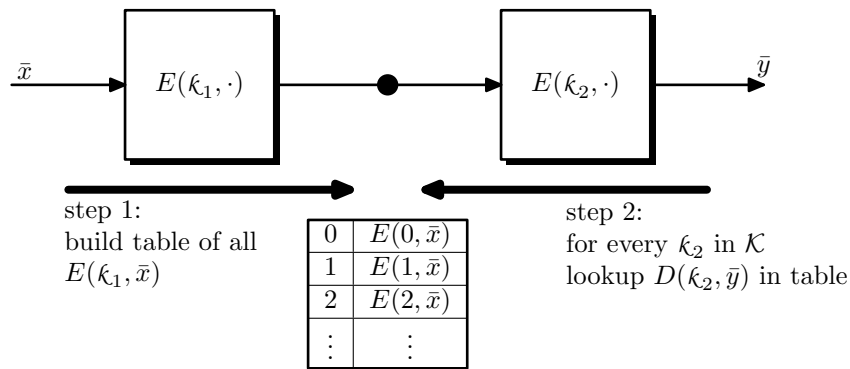 x̄ E(k₁, ·) E(k₂, ·) ȳ
step 1:
build table of all
E(k₁, x̄)
0 E(0, x̄)
1 E(1, x̄)
2 E(2, x̄)
⋮ ⋮
step 2:
for every k₂ in 𝒦
lookup D(k₂, ȳ) in table